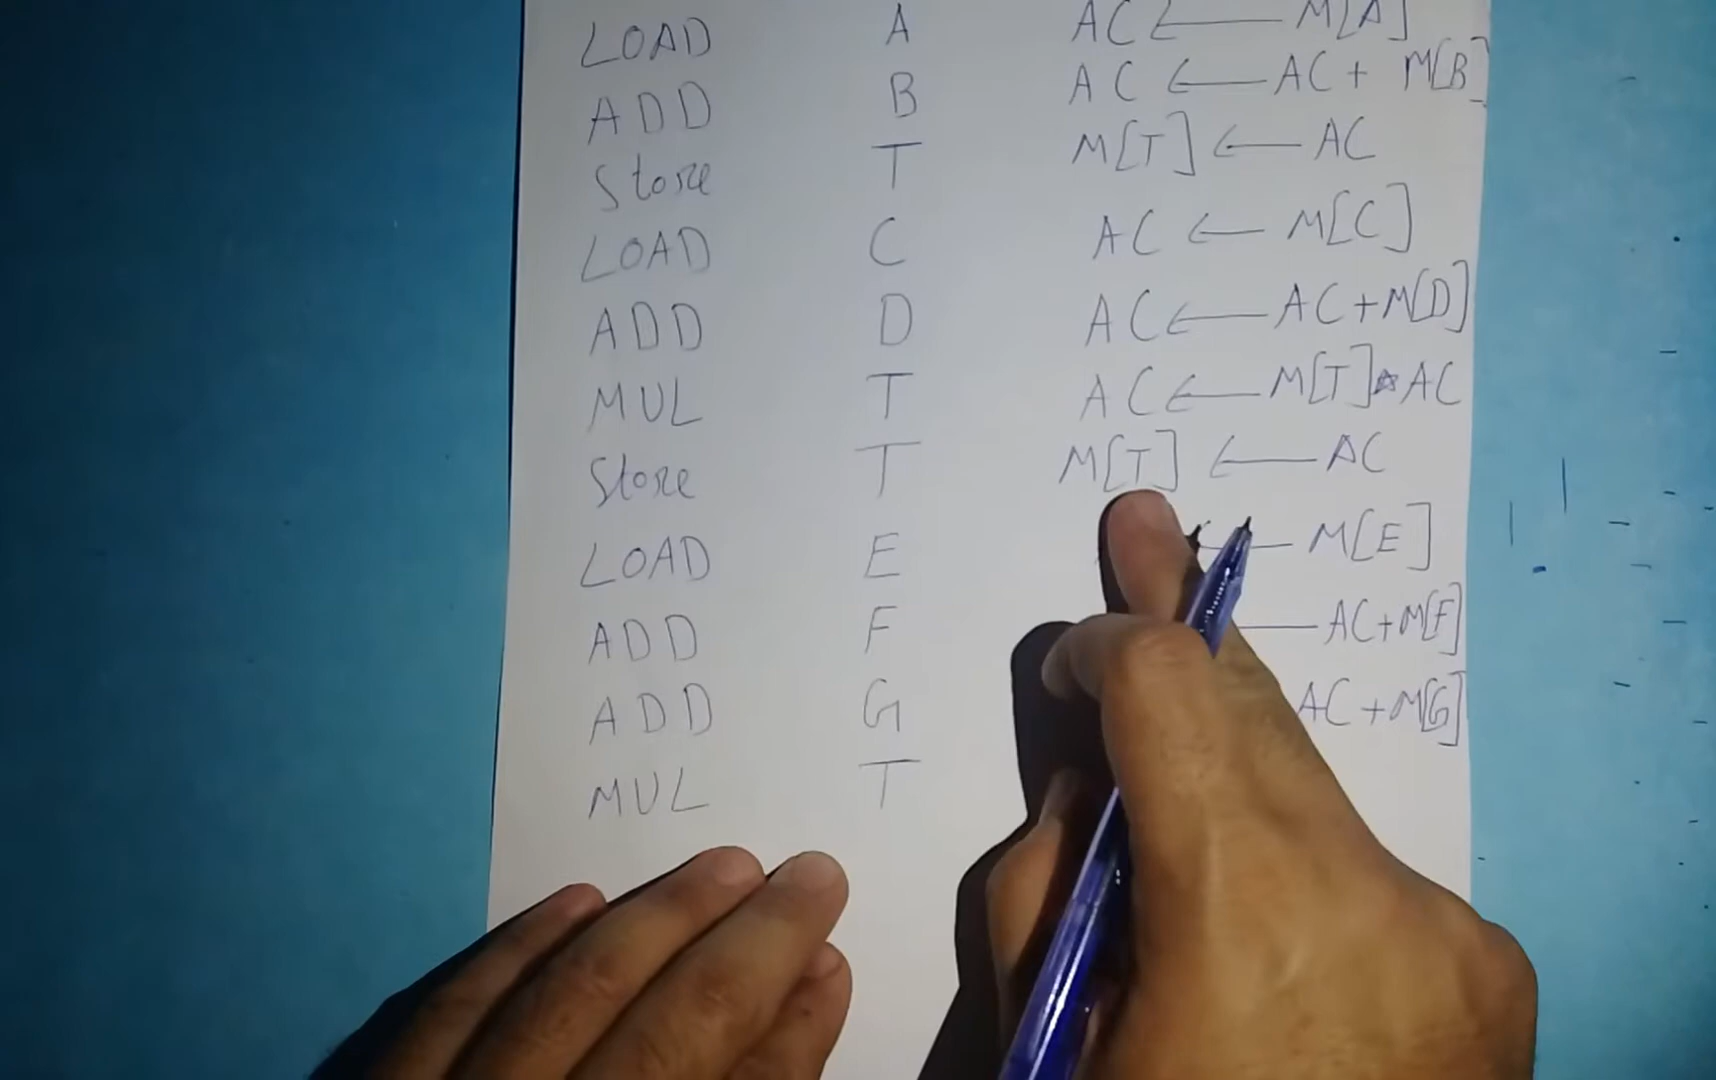 LOAD A AC ← M[A]
ADD B AC ← AC + M[B]
Store T M[T] ← AC
LOAD C AC ← M[C]
ADD D AC ← AC + M[D]
MUL T AC ← M[T] * AC
Store T M[T] ← AC
LOAD E ← M[E]
ADD F AC + M[F]
ADD G AC + M[G]
MUL T